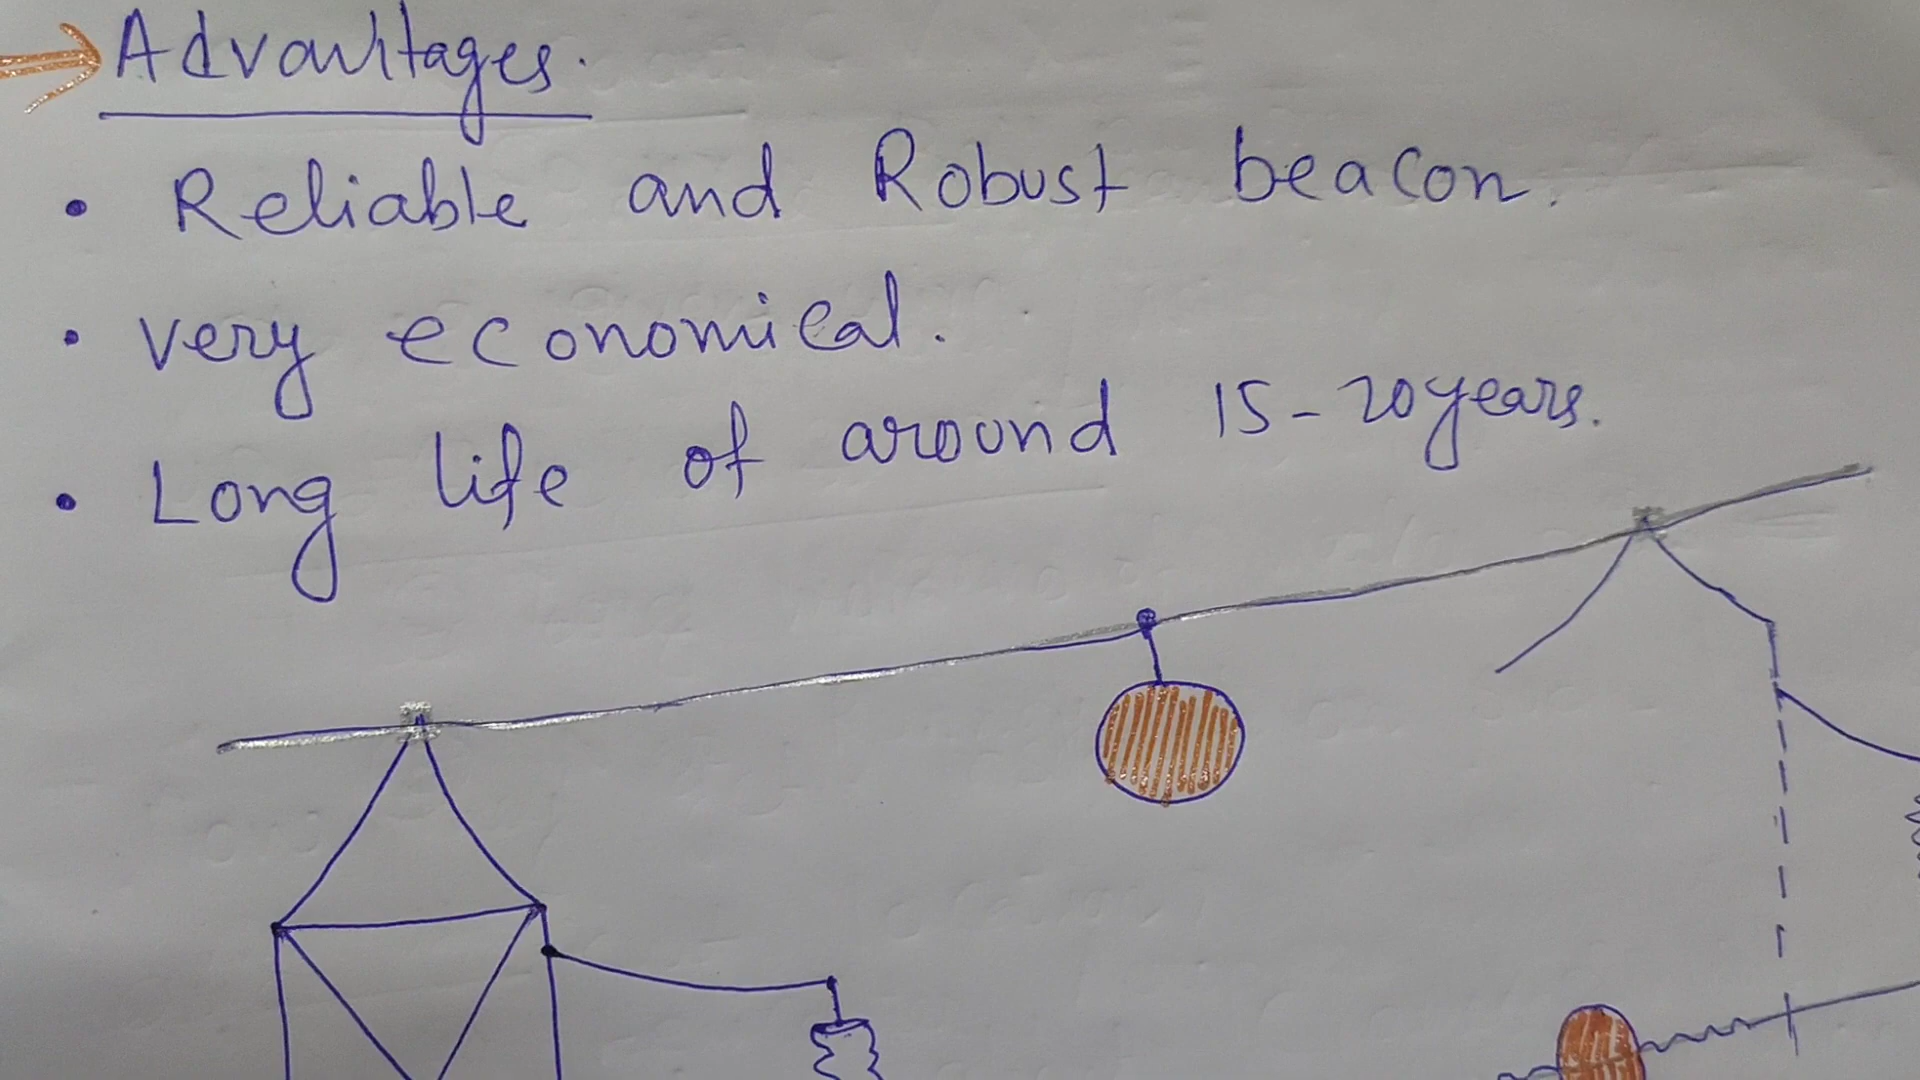 Advantages.
• Reliable and Robust beacon.
• very economical.
• Long life of around 15-20 years.